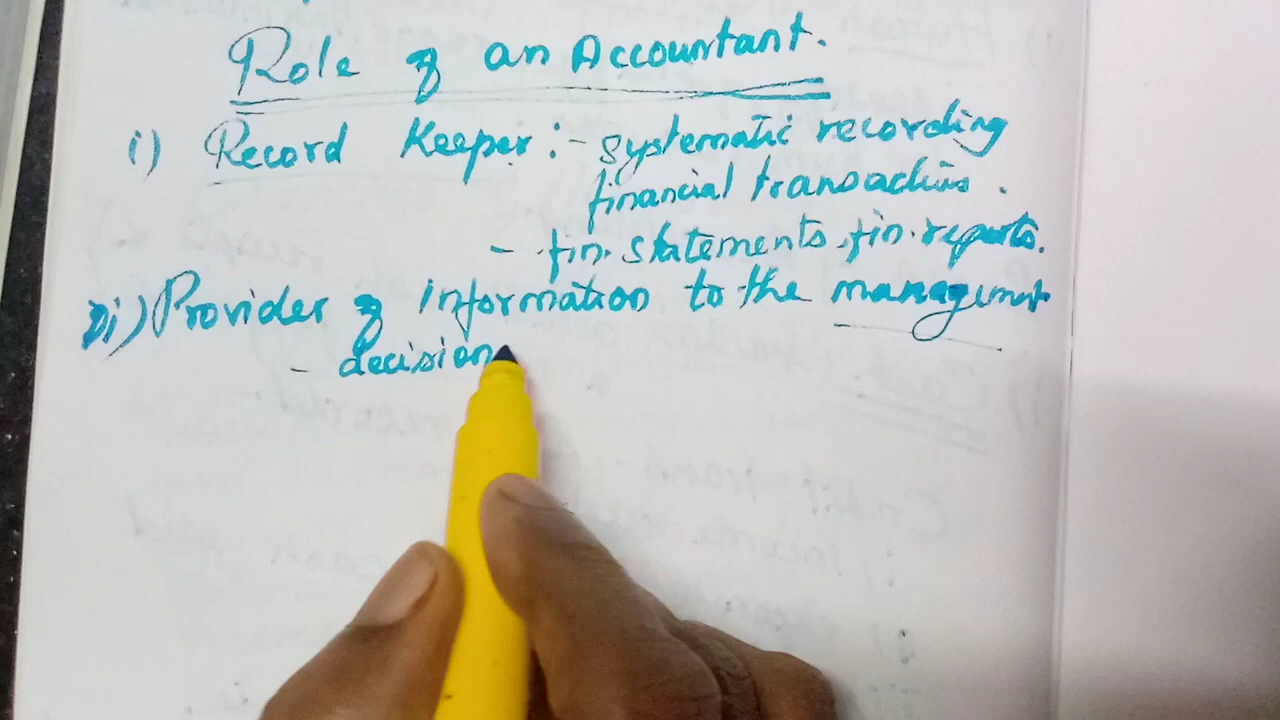 Role of an Accountant.
i) Record Keeper :- systematic recording
financial transactions.
- fin. statements, fin. reports.
ii) Provider of information to the management
- decision